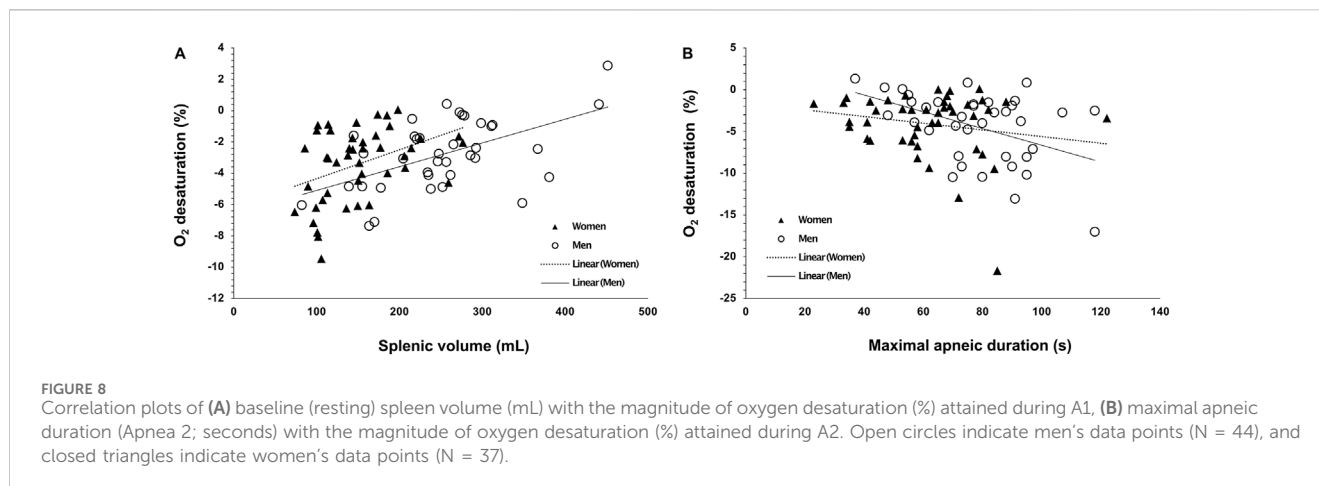 A
4
2
0
-2
-4
-6
-8
-10
-12
O2 desaturation (%)
0 100 200 300 400 500
Splenic volume (mL)
Women
Men
Linear (Women)
Linear (Men)
B
5
0
-5
-10
-15
-20
-25
O2 desaturation (%)
0 20 40 60 80 100 120 140
Maximal apneic duration (s)
Women
Men
Linear (Women)
Linear (Men)
FIGURE 8
Correlation plots of (A) baseline (resting) spleen volume (mL) with the magnitude of oxygen desaturation (%) attained during A1, (B) maximal apneic
duration (Apnea 2; seconds) with the magnitude of oxygen desaturation (%) attained during A2. Open circles indicate men’s data points (N = 44), and
closed triangles indicate women’s data points (N = 37).